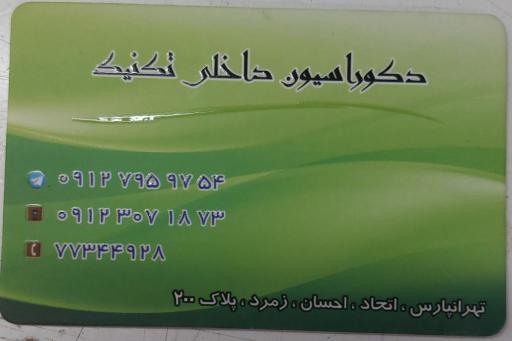 دکوراسیون داخلی تکنیک
۰۹۱۲ ۷۹۵ ۹۷ ۵۴
۰۹۱۲ ۳۰۷ ۱۸ ۷۳
۷۷۳۴۴۹۲۸
تهرانپارس ، اتحاد ، احسان ، زمرد ، پلاک ۲۰۰